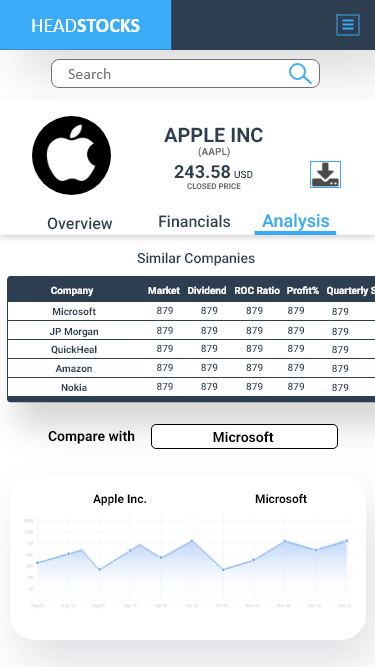 HEADSTOCKS
Search
APPLE INC
(AAPL)
243.58 USD
CLOSED PRICE
Overview Financials Analysis
Similar Companies
Company Market Dividend ROC Ratio Profit% Quarterly S
Microsoft 879 879 879 879 879
JP Morgan 879 879 879 879 879
QuickHeal 879 879 879 879 879
Amazon 879 879 879 879 879
Nokia 879 879 879 879 879
Compare with Microsoft
Apple Inc. Microsoft